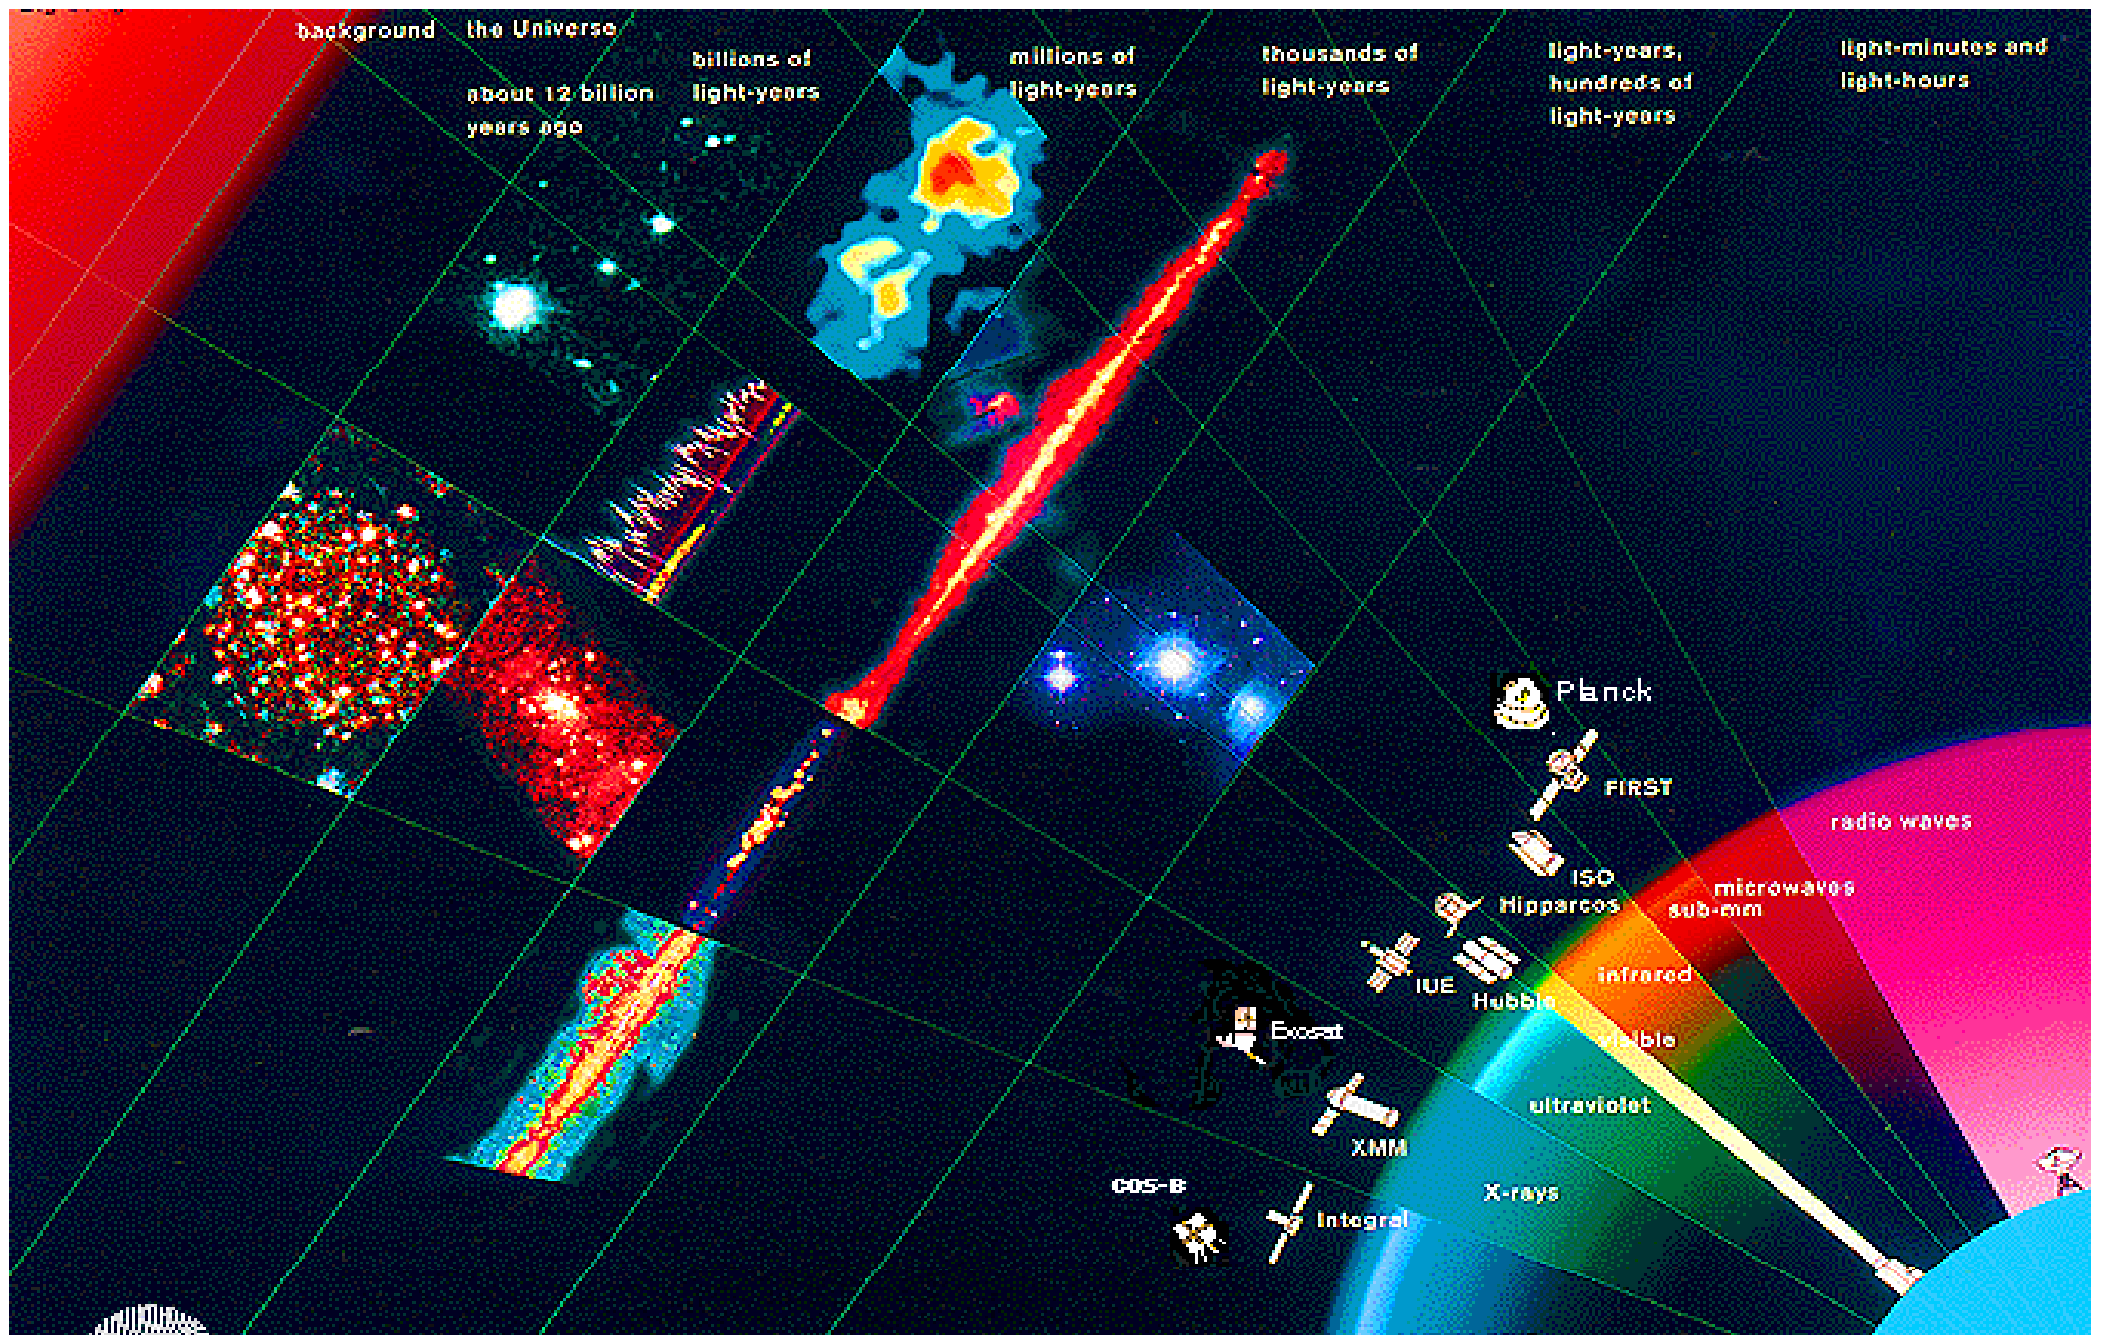 background
the Universe
about 12 billion
years ago
billions of
light-years
millions of
light-years
thousands of
light-years
light-years,
hundreds of
light-years
light-minutes and
light-hours
Planck
FIRST
radio waves
ISO
microwaves
Hipparcos
sub-mm
infrared
IUE
Hubble
Exosat
visible
ultraviolet
XMM
COS-B
X-rays
Integral